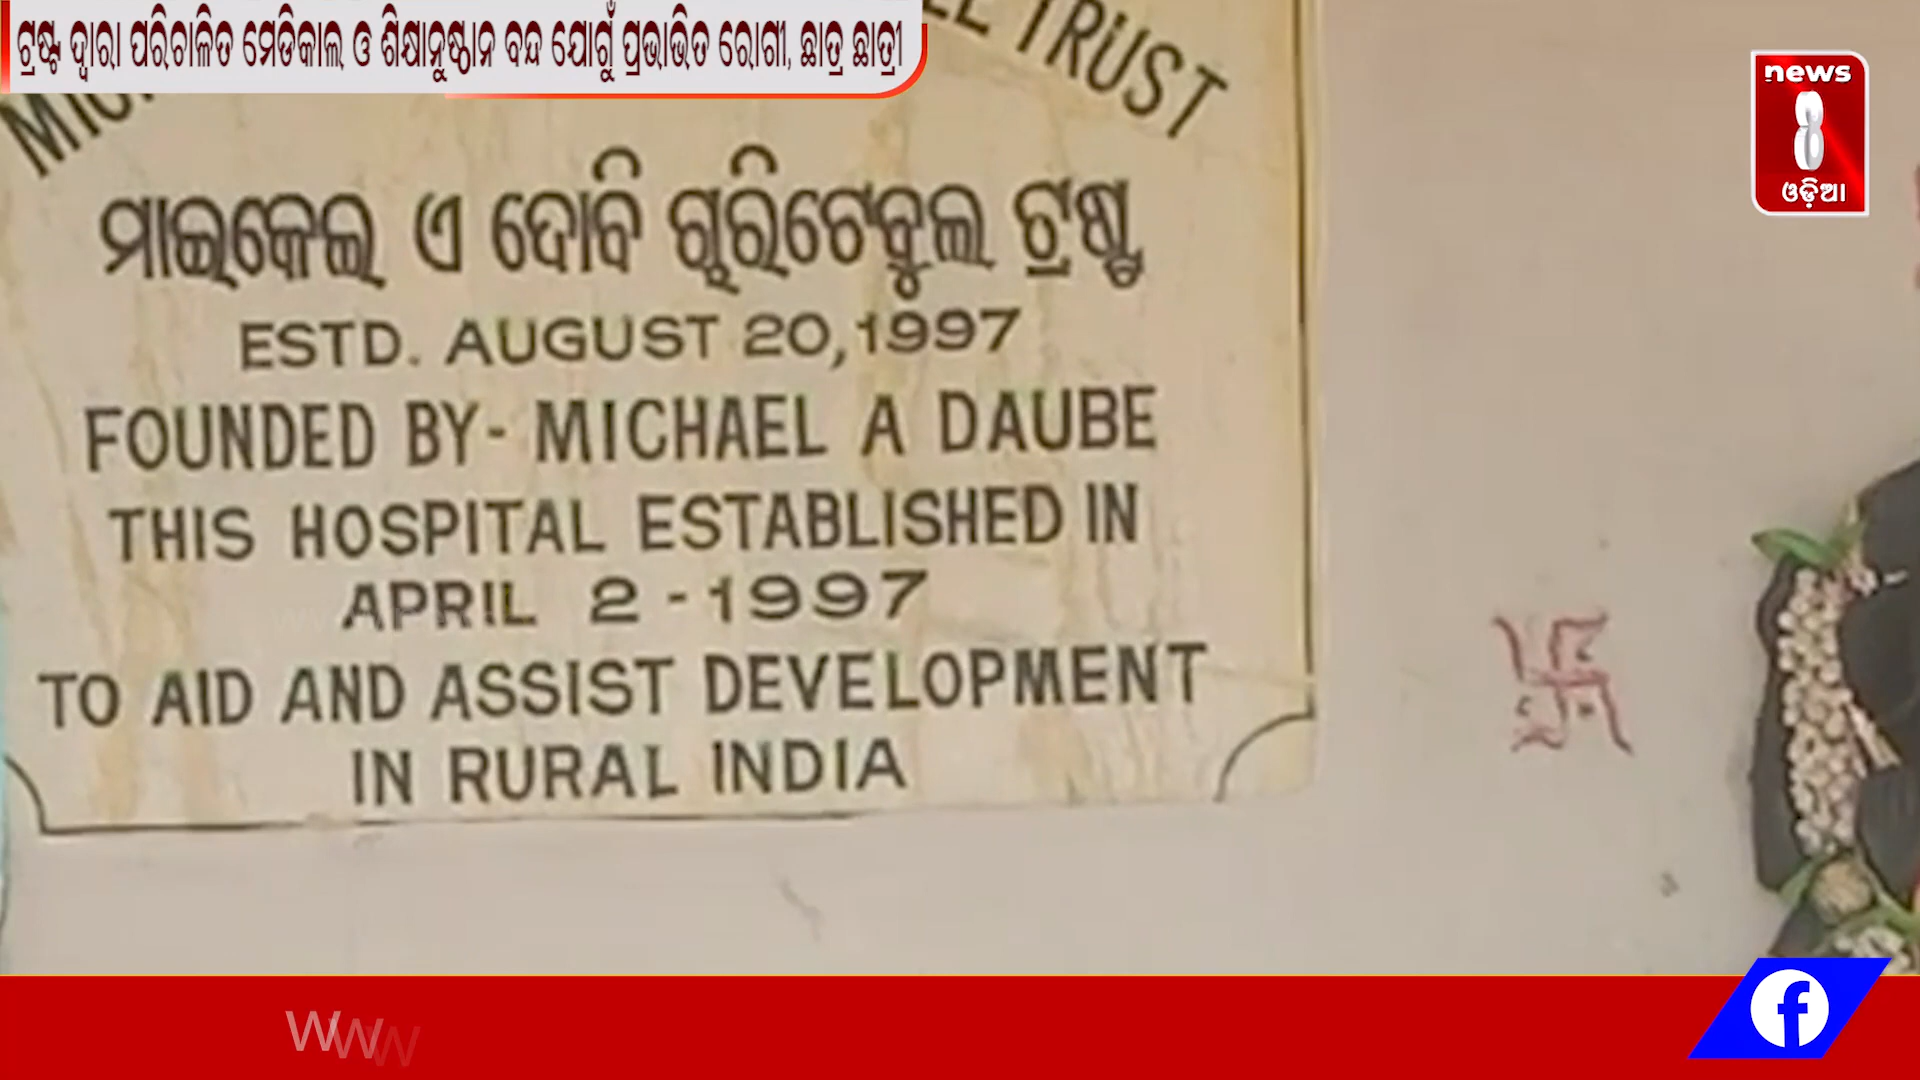 ଟ୍ରଷ୍ଟ ଦ୍ୱାରା ପରିଚାଳିତ ମେଡିକାଲ ଓ ଶିକ୍ଷାନୁଷ୍ଠାନ ବନ୍ଦ ଯୋଗୁଁ ପ୍ରଭାଭିତ ରୋଗୀ, ଛାତ୍ର ଛାତ୍ରୀ
news
8
ଓଡ଼ିଆ
TRUST
ମାଇକେଲ ଏ ଦୋବି ଚ୍ୟାରିଟେବୁଲ ଟ୍ରଷ୍ଟ
ESTD. AUGUST 20,1997
FOUNDED BY- MICHAEL A DAUBE
THIS HOSPITAL ESTABLISHED IN
APRIL 2-1997
TO AID AND ASSIST DEVELOPMENT
IN RURAL INDIA
WWW